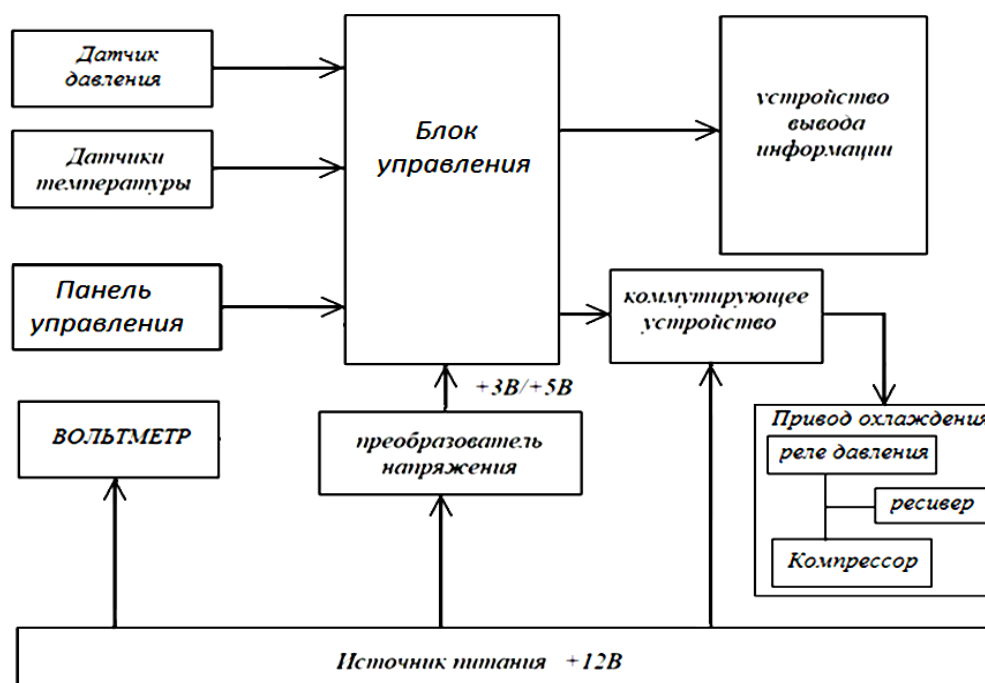 Датчик
давления
Датчики
температуры
Панель
управления
Блок
управления
устройство
вывода
информации
коммутирующее
устройство
+3В/+5В
ВОЛЬТМЕТР
преобразователь
напряжения
Привод охлаждения
реле давления
ресивер
Компрессор
Источник питания +12В